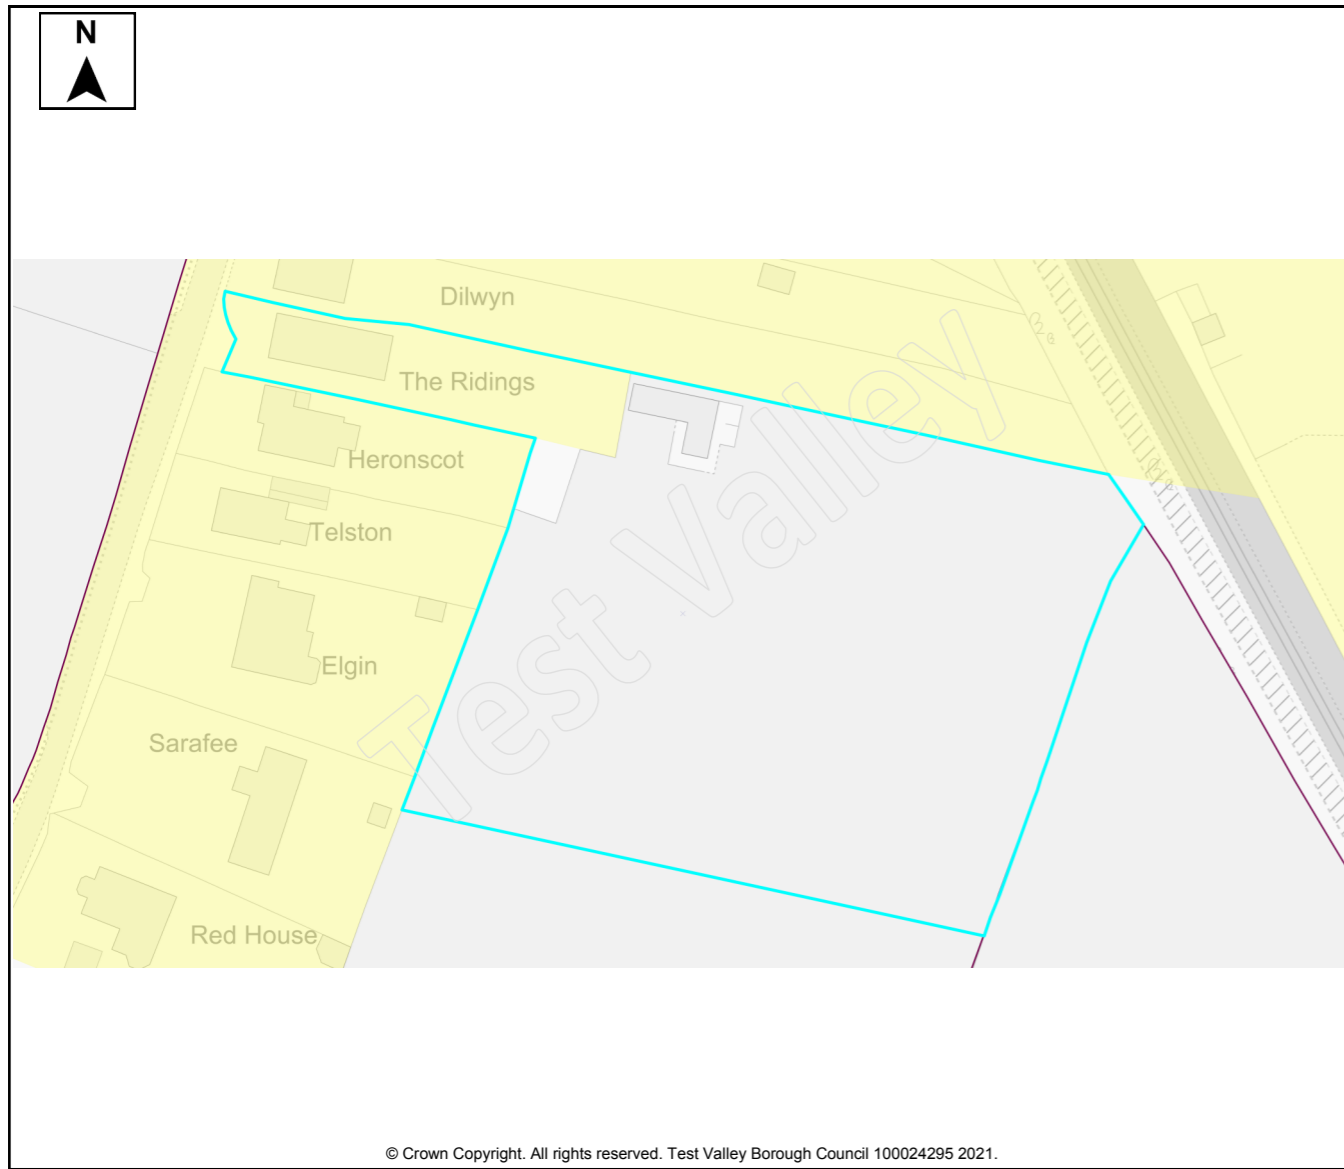 N
Dilwyn
The Ridings
Heronscot
Telston
Elgin
Sarafee
Red House
Test Valley
© Crown Copyright. All rights reserved. Test Valley Borough Council 100024295 2021.